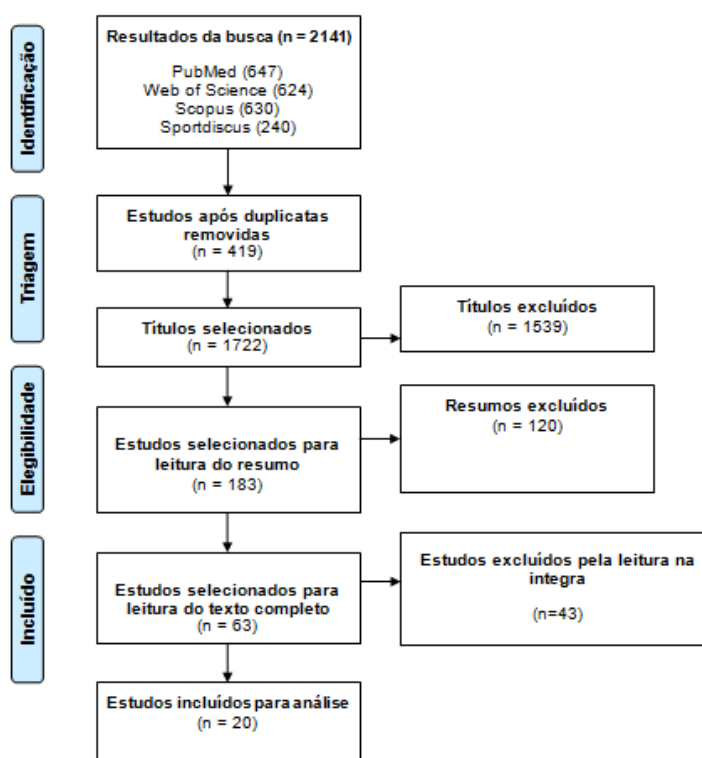 Identificação
Resultados da busca (n = 2141)
PubMed (647)
Web of Science (624)
Scopus (630)
Sportdiscus (240)
Triagem
Estudos após duplicatas
removidas
(n = 419)
Títulos selecionados
(n = 1722)
Títulos excluídos
(n = 1539)
Elegibilidade
Estudos selecionados para
leitura do resumo
(n = 183)
Resumos excluídos
(n = 120)
Incluído
Estudos selecionados para
leitura do texto completo
(n = 63)
Estudos excluídos pela leitura na
integra
(n=43)
Estudos incluídos para análise
(n = 20)